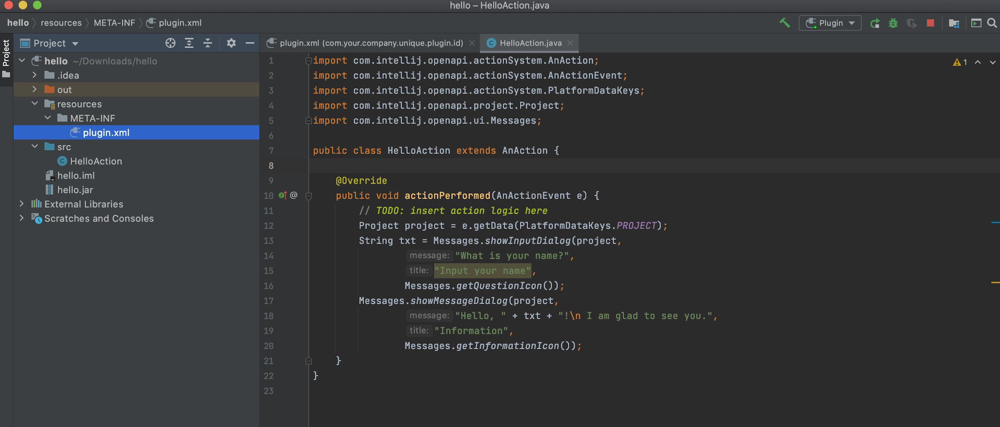 hello – HelloAction.java
hello resources META-INF plugin.xml
Plugin
Project
Project
plugin.xml (com.your.company.unique.plugin.id)
HelloAction.java
hello ~/Downloads/hello
.idea
out
resources
META-INF
plugin.xml
src
HelloAction
hello.iml
hello.jar
External Libraries
Scratches and Consoles
1
1 import com.intellij.openapi.actionSystem.AnAction;
2 import com.intellij.openapi.actionSystem.AnActionEvent;
3 import com.intellij.openapi.actionSystem.PlatformDataKeys;
4 import com.intellij.openapi.project.Project;
5 import com.intellij.openapi.ui.Messages;
6
7 public class HelloAction extends AnAction {
8
9 @Override
10 @ public void actionPerformed(AnActionEvent e) {
11 // TODO: insert action logic here
12 Project project = e.getData(PlatformDataKeys.PROJECT);
13 String txt = Messages.showInputDialog(project,
14 message: "What is your name?",
15 title: "Input your name",
16 Messages.getQuestionIcon());
17 Messages.showMessageDialog(project,
18 message: "Hello, " + txt + "!\n I am glad to see you.",
19 title: "Information",
20 Messages.getInformationIcon());
21 }
22 }
23